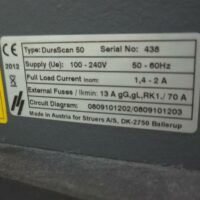 CE Type: DuraScan 50 Serial No: 438
2013 Supply (Ue): 100 - 240V 50 - 60Hz
Full Load Current Inom: 1,4 - 2 A
External Fuses / Ikmin: 13 A gG,gL,RK1./ 70 A
Circuit Diagram: 0809101202/0809101203
Made in Austria for Struers A/S, DK-2750 Ballerup